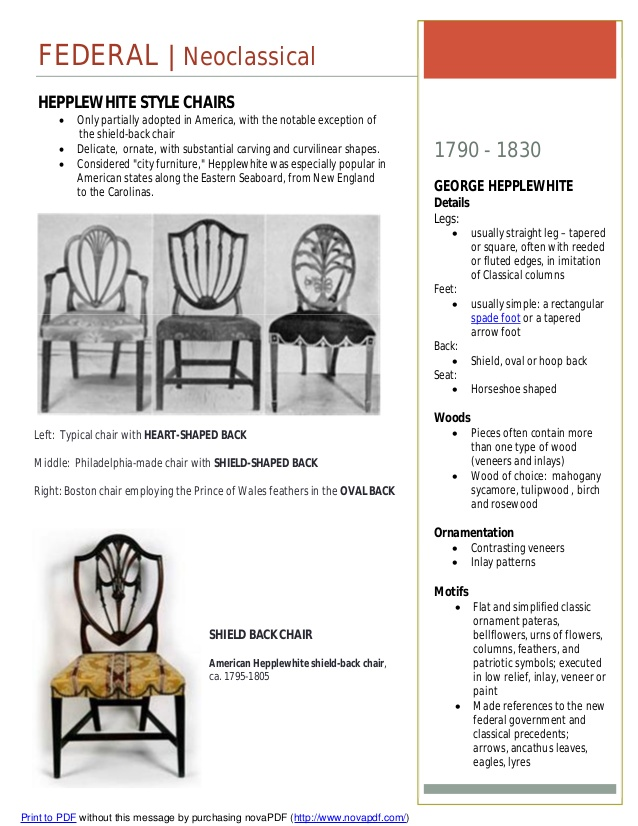 FEDERAL | Neoclassical
HEPPLEWHITE STYLE CHAIRS
• Only partially adopted in America, with the notable exception of
the shield-back chair
• Delicate, ornate, with substantial carving and curvilinear shapes.
• Considered "city furniture," Hepplewhite was especially popular in
American states along the Eastern Seaboard, from New England
to the Carolinas.
Left: Typical chair with HEART-SHAPED BACK
Middle: Philadelphia-made chair with SHIELD-SHAPED BACK
Right: Boston chair employing the Prince of Wales feathers in the OVAL BACK
SHIELD BACK CHAIR
American Hepplewhite shield-back chair,
ca. 1795-1805
1790 - 1830
GEORGE HEPPLEWHITE
Details
Legs:
• usually straight leg – tapered
or square, often with reeded
or fluted edges, in imitation
of Classical columns
Feet:
• usually simple: a rectangular
spade foot or a tapered
arrow foot
Back:
• Shield, oval or hoop back
Seat:
• Horseshoe shaped
Woods
• Pieces often contain more
than one type of wood
(veneers and inlays)
• Wood of choice: mahogany
sycamore, tulipwood , birch
and rosewood
Ornamentation
• Contrasting veneers
• Inlay patterns
Motifs
• Flat and simplified classic
ornament pateras,
bellflowers, urns of flowers,
columns, feathers, and
patriotic symbols; executed
in low relief, inlay, veneer or
paint
• Made references to the new
federal government and
classical precedents;
arrows, ancathus leaves,
eagles, lyres
Print to PDF without this message by purchasing novaPDF (http://www.novapdf.com/)